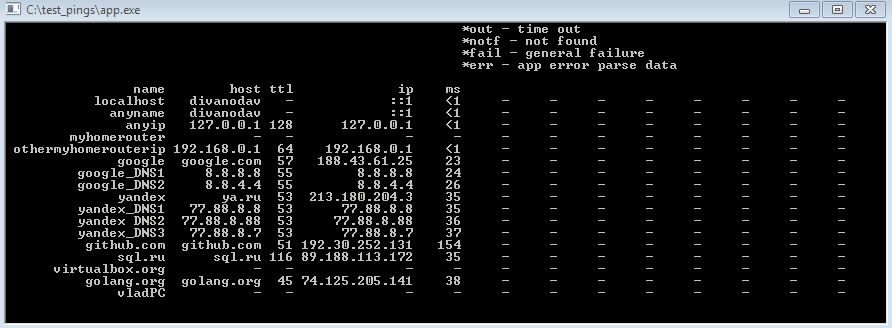 C:\test_pings\app.exe
*out - time out
*notf - not found
*fail - general failure
*err - app error parse data
name host ttl ip ms
localhost divanodav - ::1 <1 - - - - - - - - -
anyname divanodav - ::1 <1 - - - - - - - - -
anyip 127.0.0.1 128 127.0.0.1 <1 - - - - - - - - -
myhomerouter - - - - - - - - - - - - -
othermyhomerouterip 192.168.0.1 64 192.168.0.1 <1 - - - - - - - - -
google google.com 57 188.43.61.25 23 - - - - - - - - -
google_DNS1 8.8.8.8 55 8.8.8.8 24 - - - - - - - - -
google_DNS2 8.8.4.4 55 8.8.4.4 26 - - - - - - - - -
yandex ya.ru 53 213.180.204.3 35 - - - - - - - - -
yandex_DNS1 77.88.8.8 53 77.88.8.8 35 - - - - - - - - -
yandex DNS2 77.88.8.88 53 77.88.8.88 36 - - - - - - - - -
yandex_DNS3 77.88.8.7 53 77.88.8.7 37 - - - - - - - - -
github.com github.com 51 192.30.252.131 154 - - - - - - - - -
sql.ru sql.ru 116 89.188.113.172 35 - - - - - - - - -
virtualbox.org - - - - - - - - - - - - -
golang.org golang.org 45 74.125.205.141 38 - - - - - - - - -
vladPC - - - - - - - - - - - - -